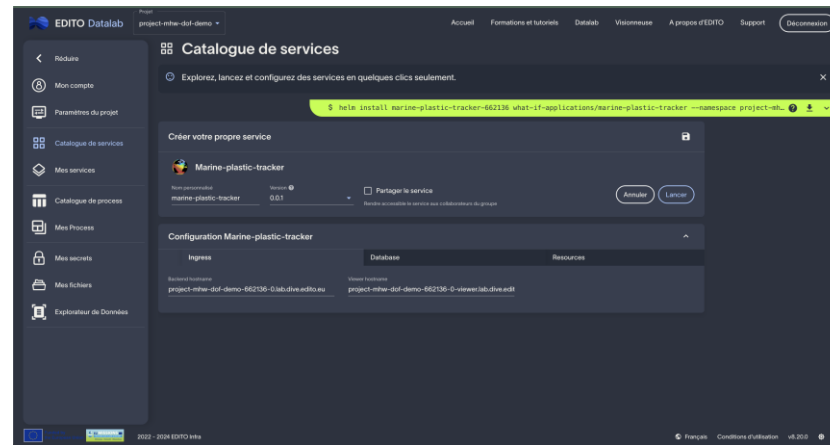 EDITO Datalab
Projet
project-mhw-dof-demo
Accueil
Formations et tutoriels
Datalab
Visionneuse
A propos d'EDITO
Support
Déconnexion
Réduire
Mon compte
Paramètres du projet
Catalogue de services
Mes services
Catalogue de process
Mes Process
Mes secrets
Mes fichiers
Explorateur de Données
Catalogue de services
Explorez, lancez et configurez des services en quelques clics seulement.
$ helm install marine-plastic-tracker-662136 what-if-applications/marine-plastic-tracker --namespace project-mh…
Créer votre propre service
Marine-plastic-tracker
Nom personnalisé
marine-plastic-tracker
Version
0.0.1
Partager le service
Rendre accessible le service aux collaborateurs du groupe
Annuler
Lancer
Configuration Marine-plastic-tracker
Ingress
Database
Resources
Backend hostname
project-mhw-dof-demo-662136-0.lab.dive.edito.eu
Viewer hostname
project-mhw-dof-demo-662136-0-viewer.lab.dive.edit
2022 - 2024 EDITO Infra
Français
Conditions d'utilisation
v8.20.0